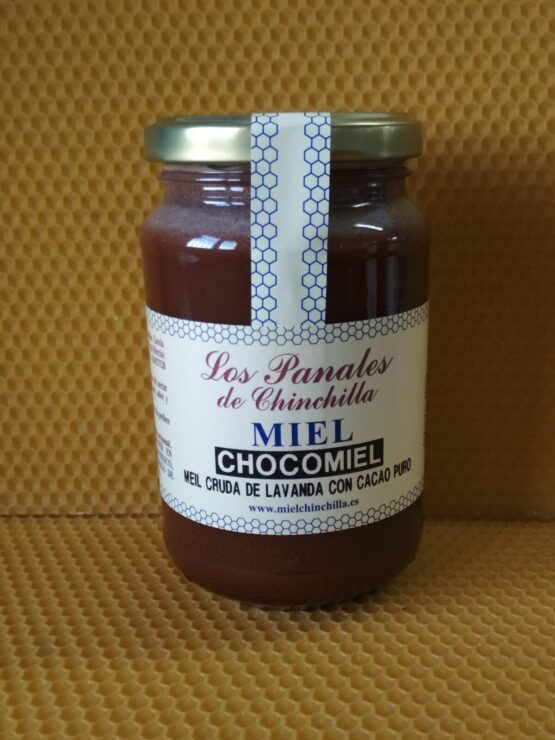 Los Panales
de Chinchilla
MIEL
CHOCOMIEL
MEIL CRUDA DE LAVANDA CON CACAO PURO
www.mielchinchilla.es